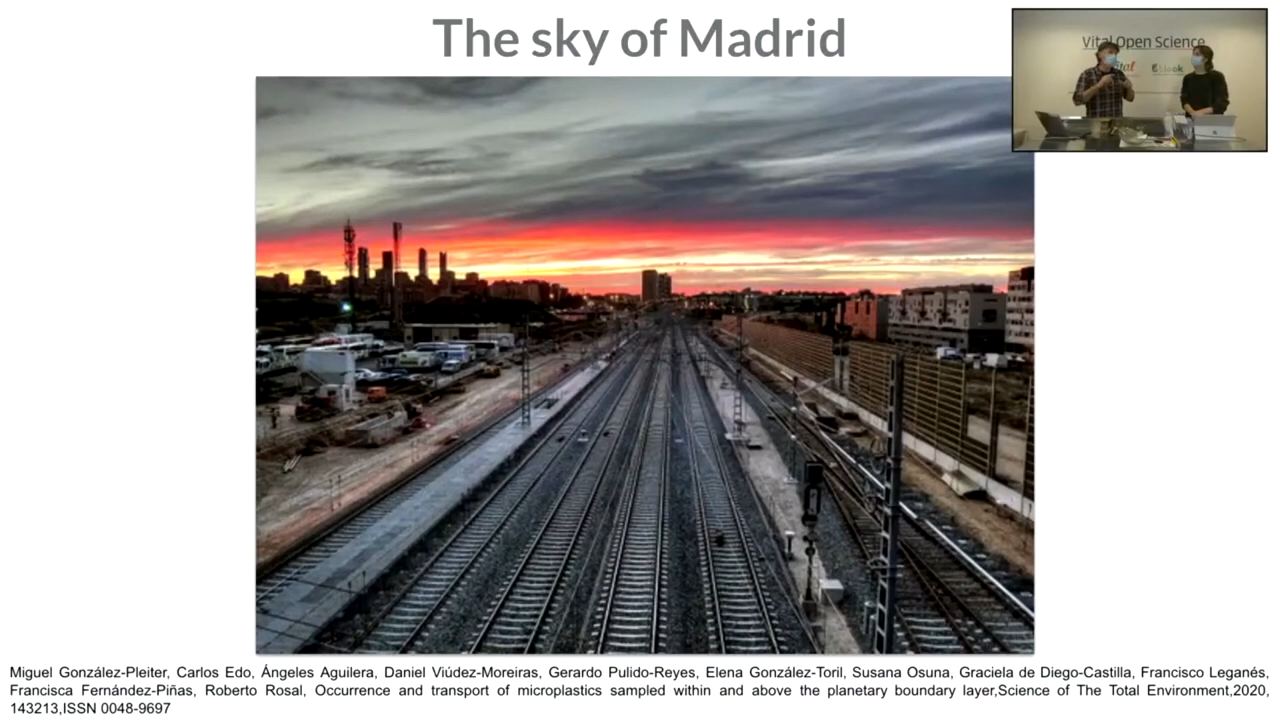 The sky of Madrid
Vital Open Science
Miguel González-Pleiter, Carlos Edo, Ángeles Aguilera, Daniel Viúdez-Moreiras, Gerardo Pulido-Reyes, Elena González-Toril, Susana Osuna, Graciela de Diego-Castilla, Francisco Leganés,
Francisca Fernández-Piñas, Roberto Rosal, Occurrence and transport of microplastics sampled within and above the planetary boundary layer,Science of The Total Environment,2020,
143213,ISSN 0048-9697